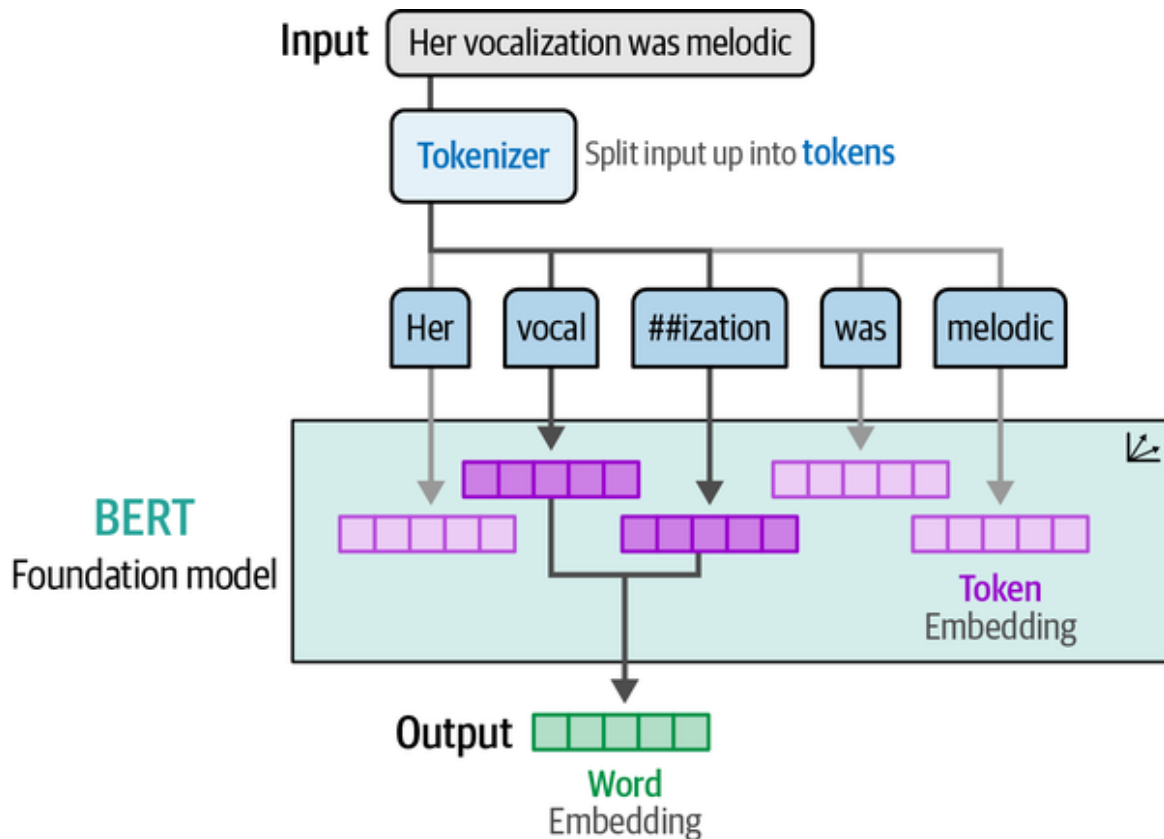 Input
Her vocalization was melodic
Tokenizer
Split input up into tokens
Her
vocal
##ization
was
melodic
BERT
Foundation model
Token
Embedding
Output
Word
Embedding